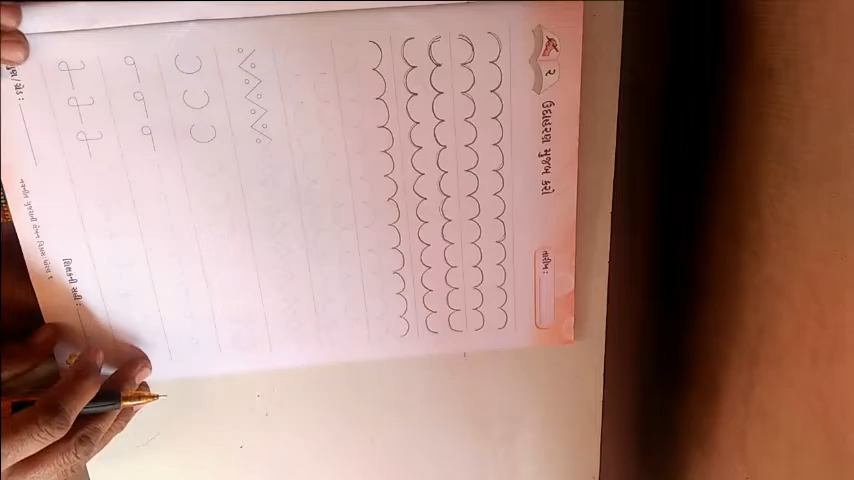 ૨ ઉદાહરણ મુજબ કરો
તારીખ :
ગુણ/ગ્રેડ :
શિક્ષકની સહી :